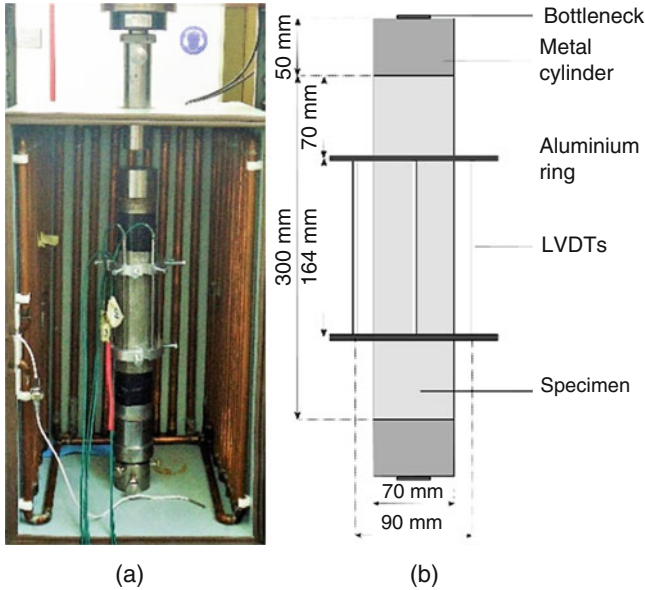 Bottleneck
Metal
cylinder
50 mm
70 mm
Aluminium
ring
300 mm
164 mm
LVDTs
Specimen
70 mm
90 mm
(a)
(b)